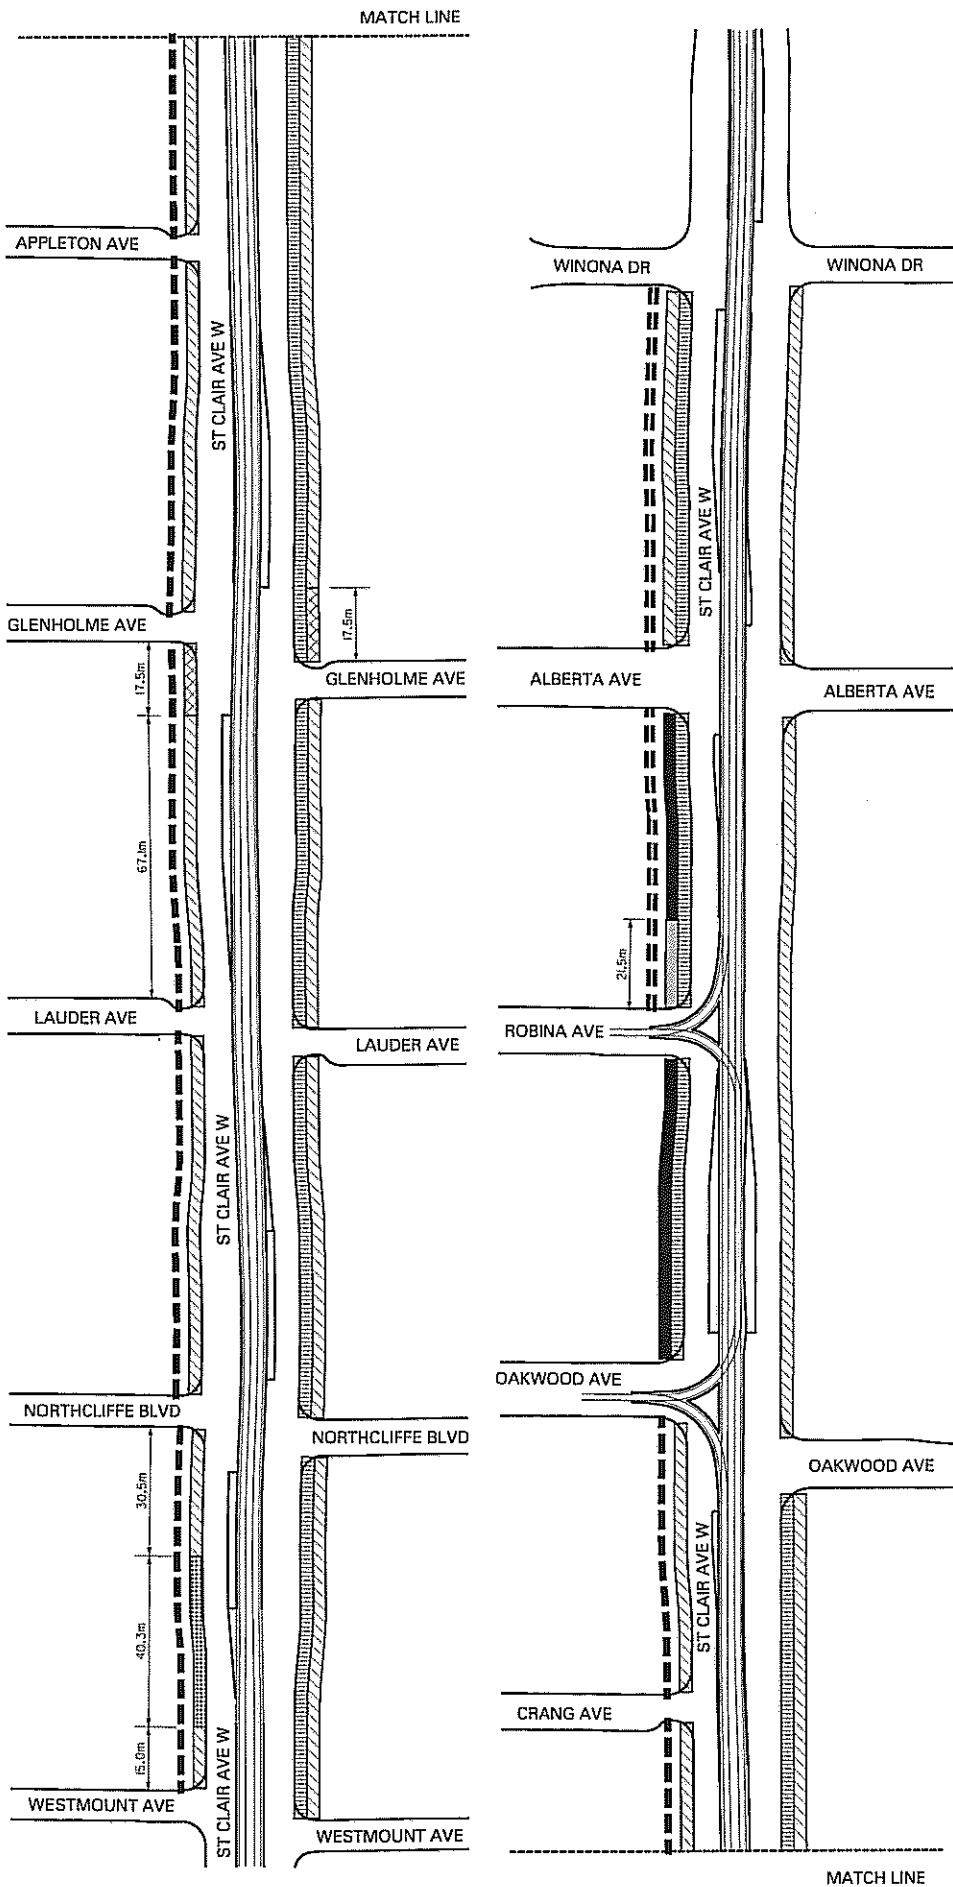 MATCH LINE
APPLETON AVE
ST CLAIR AVE W
GLENHOLME AVE
17.5m
17.5m
GLENHOLME AVE
67.1m
LAUDER AVE
LAUDER AVE
ST CLAIR AVE W
NORTHCLIFFE BLVD
NORTHCLIFFE BLVD
30.5m
40.3m
15.0m
WESTMOUNT AVE
ST CLAIR AVE W
WESTMOUNT AVE
WINONA DR
WINONA DR
ST CLAIR AVE W
ALBERTA AVE
ALBERTA AVE
21.5m
ROBINA AVE
OAKWOOD AVE
OAKWOOD AVE
ST CLAIR AVE W
CRANG AVE
MATCH LINE